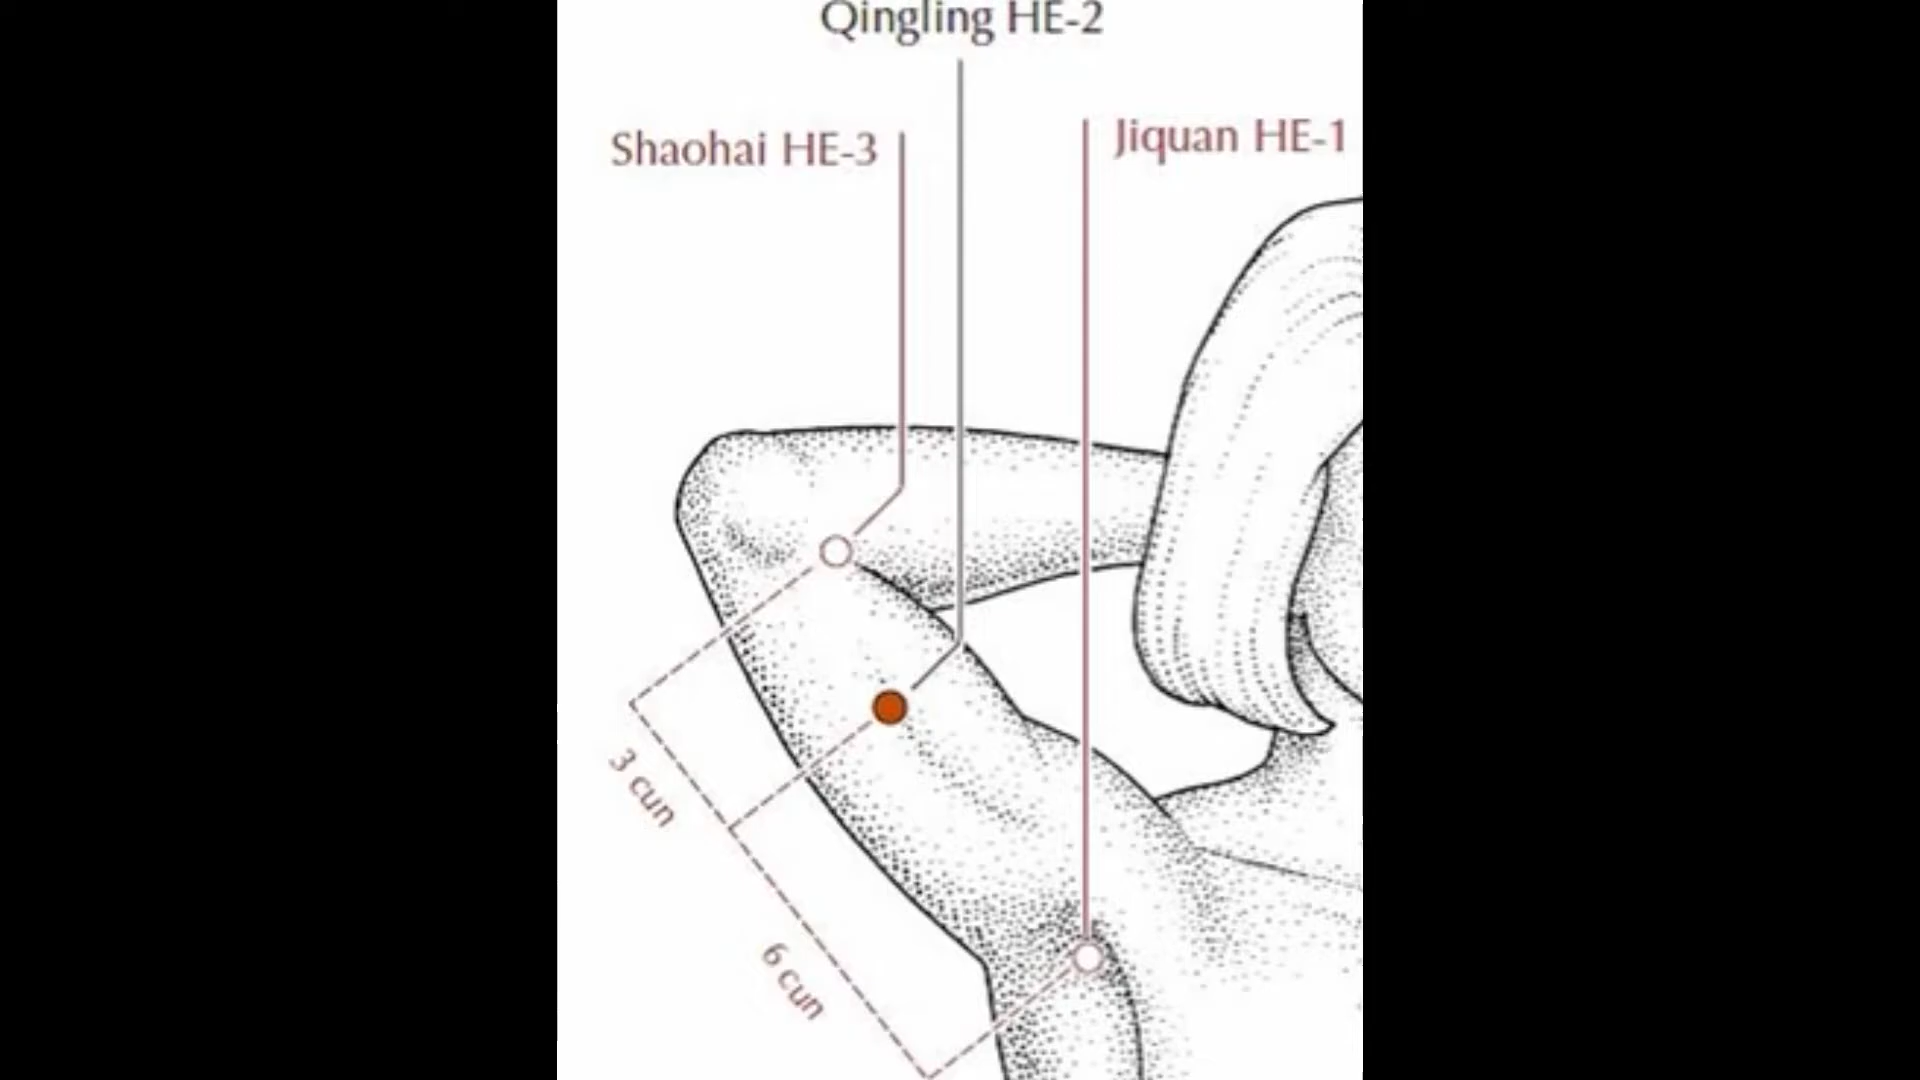 Qingling HE-2
Shaohai HE-3
Jiquan HE-1
3 cun
6 cun